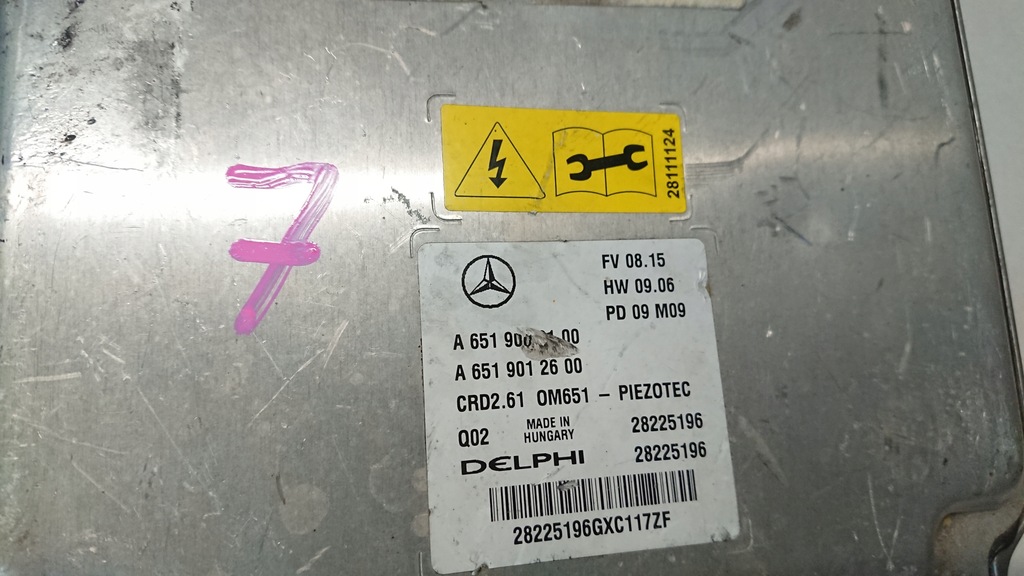 7
28111124
FV 08.15
HW 09.06
PD 09 M09
A 651 00
A 651 901 26 00
CRD2.61 OM651 - PIEZOTEC
Q02 MADE IN HUNGARY 28225196
DELPHI 28225196
28225196GXC117ZF